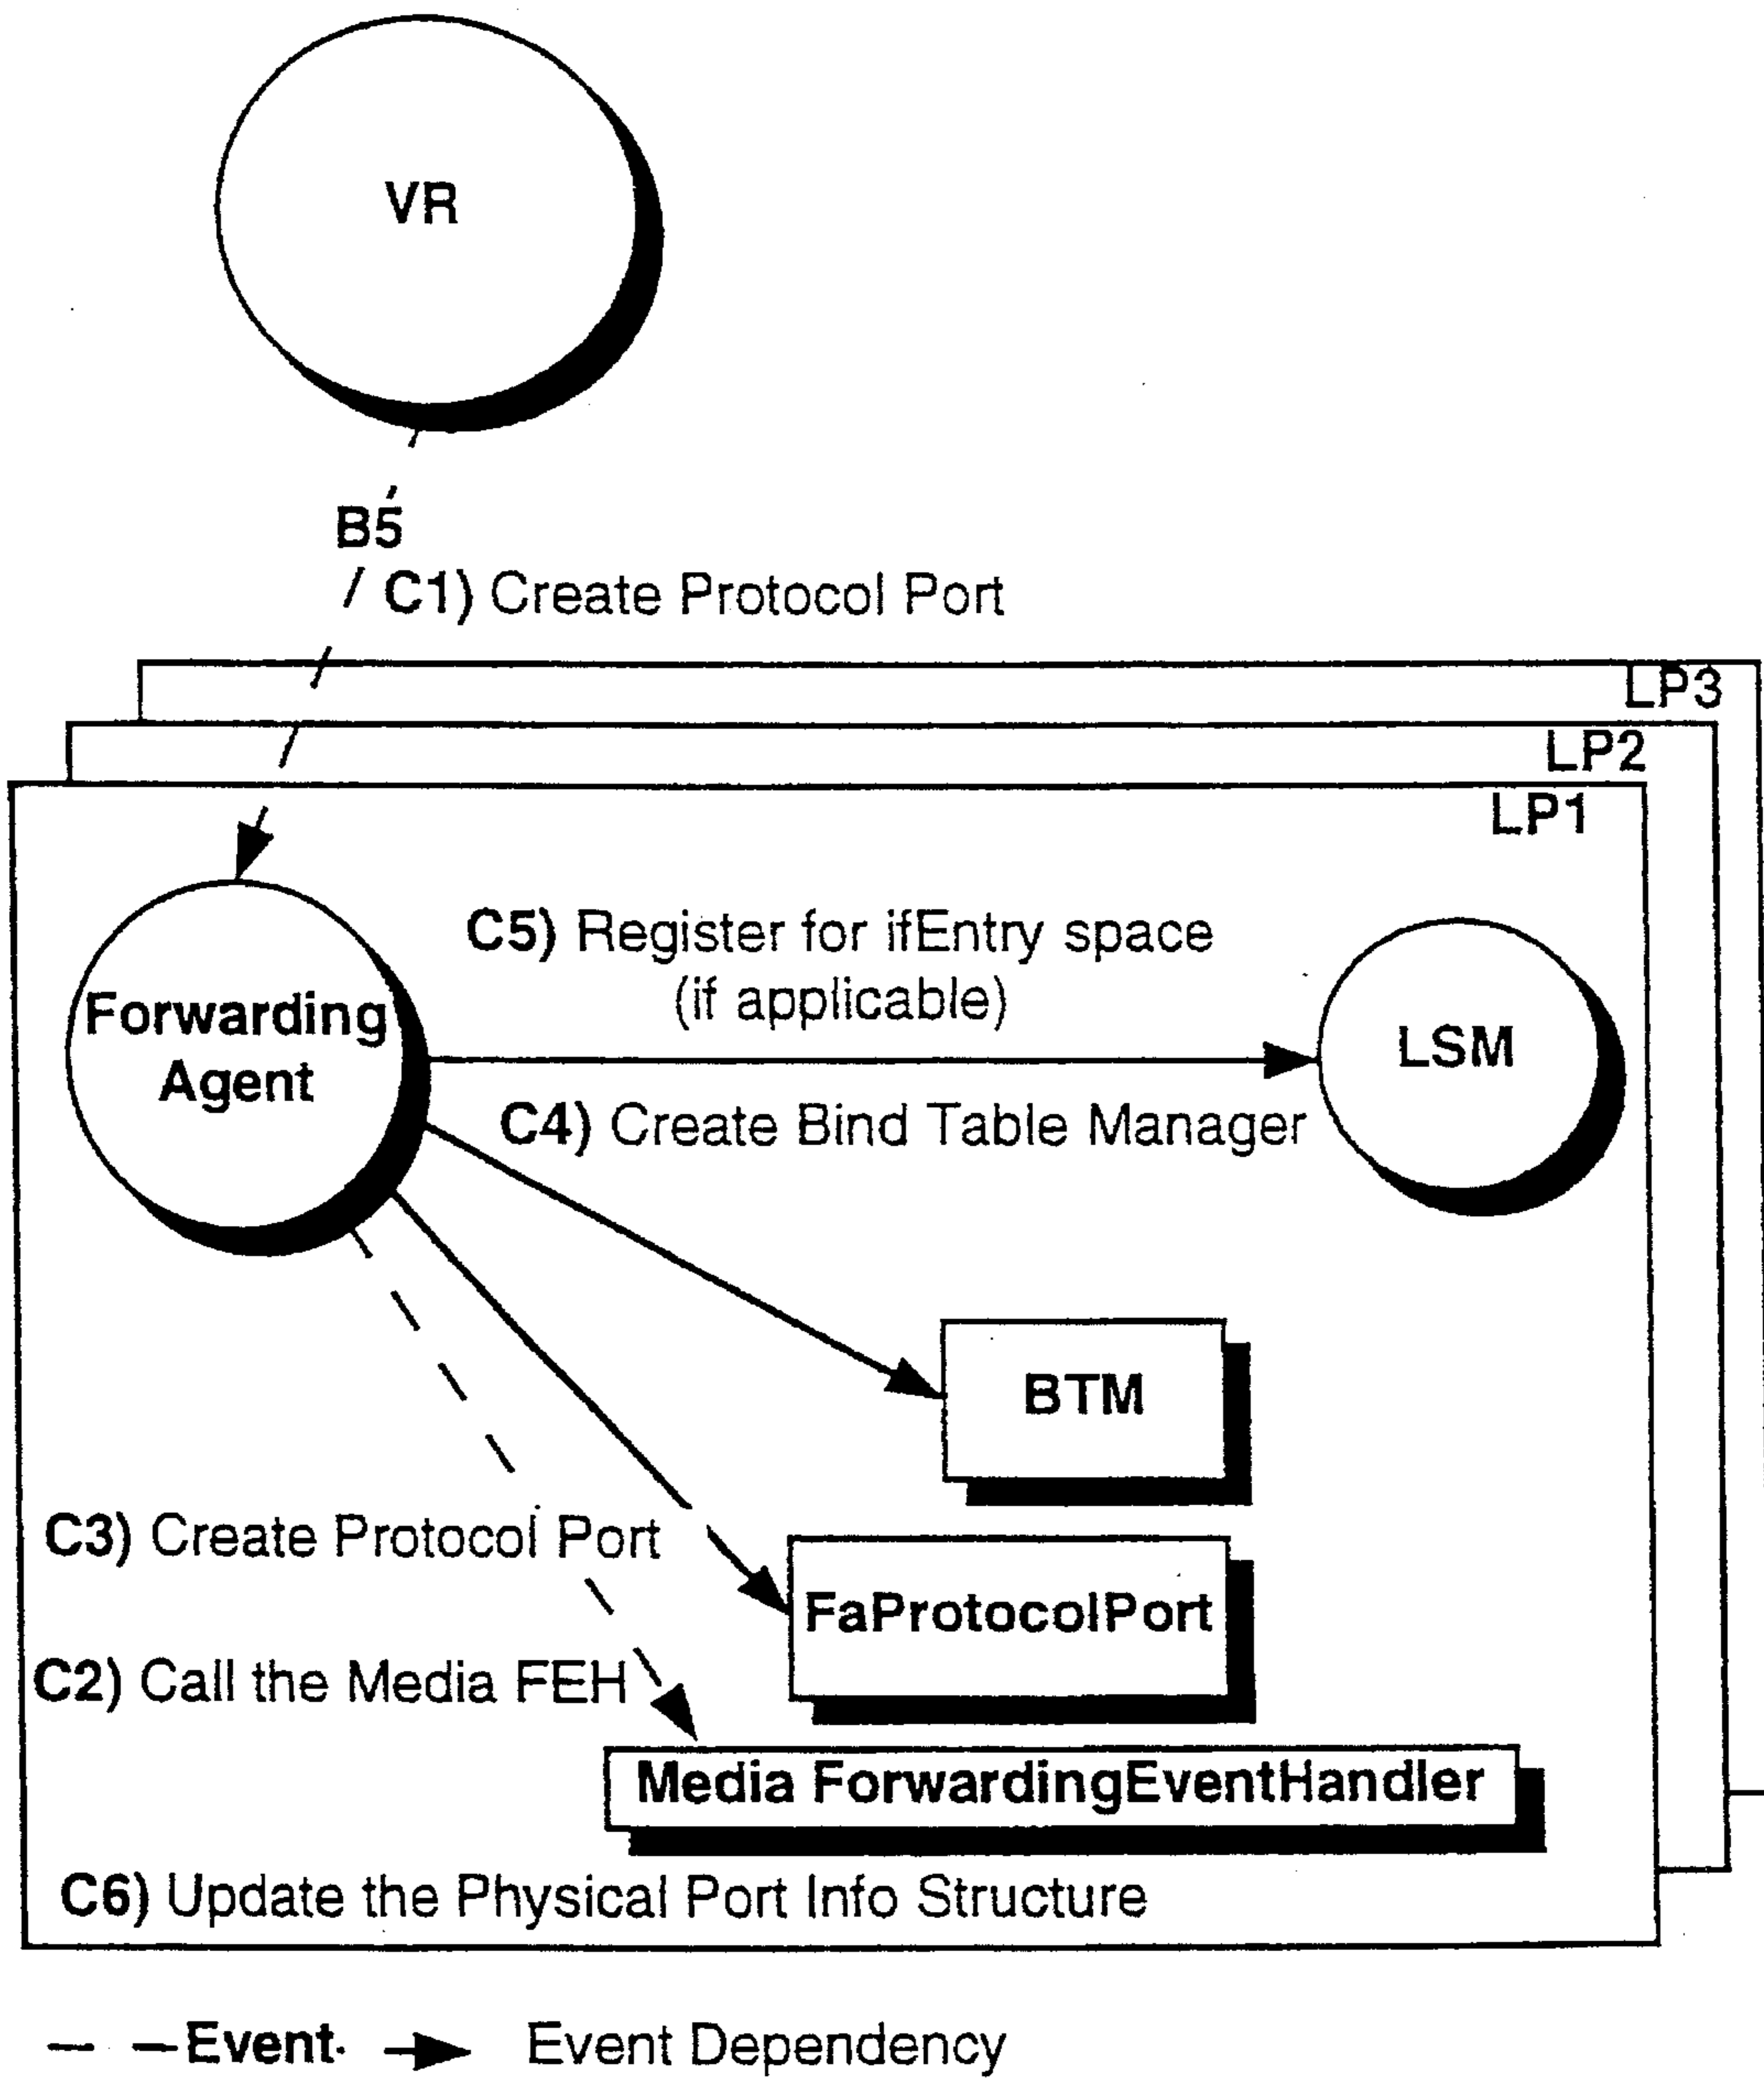 VR
B5
C1) Create Protocol Port
LP3
LP2
LP1
C5) Register for ifEntry space
(if applicable)
Forwarding
Agent
LSM
C4) Create Bind Table Manager
BTM
C3) Create Protocol Port
FaProtocolPort
C2) Call the Media FEH
Media ForwardingEventHandler
C6) Update the Physical Port Info Structure
Event
Event Dependency